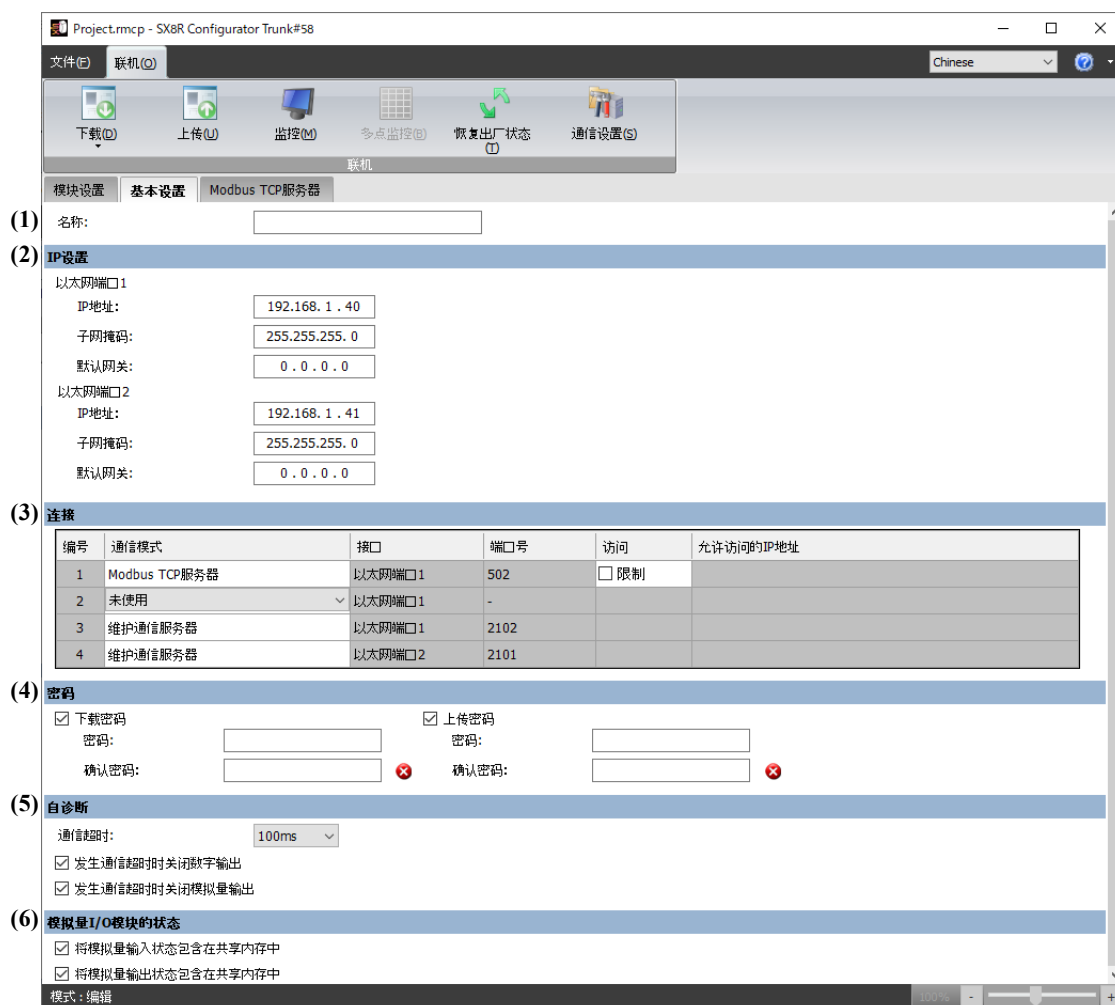 Project.rmcp - SX8R Configurator Trunk#58
文件(F) 联机(O) Chinese
下载(D) 上传(U) 监控(M) 多点监控(B) 恢复出厂状态(T) 通信设置(S)
联机
模块设置 基本设置 Modbus TCP服务器
(1) 名称:
(2) IP设置
以太网端口1
IP地址: 192.168. 1 . 40
子网掩码: 255.255.255. 0
默认网关: 0 . 0 . 0 . 0
以太网端口2
IP地址: 192.168. 1 . 41
子网掩码: 255.255.255. 0
默认网关: 0 . 0 . 0 . 0
(3) 连接
编号 通信模式 接口 端口号 访问 允许访问的IP地址
1 Modbus TCP服务器 以太网端口1 502 限制
2 未使用 以太网端口1 -
3 维护通信服务器 以太网端口1 2102
4 维护通信服务器 以太网端口2 2101
(4) 密码
下载密码 上传密码
密码: 密码:
确认密码: 确认密码:
(5) 自诊断
通信超时: 100ms
发生通信超时时关闭数字输出
发生通信超时时关闭模拟量输出
(6) 模拟量I/O模块的状态
将模拟量输入状态包含在共享内存中
将模拟量输出状态包含在共享内存中
模式 : 编辑 100% - +